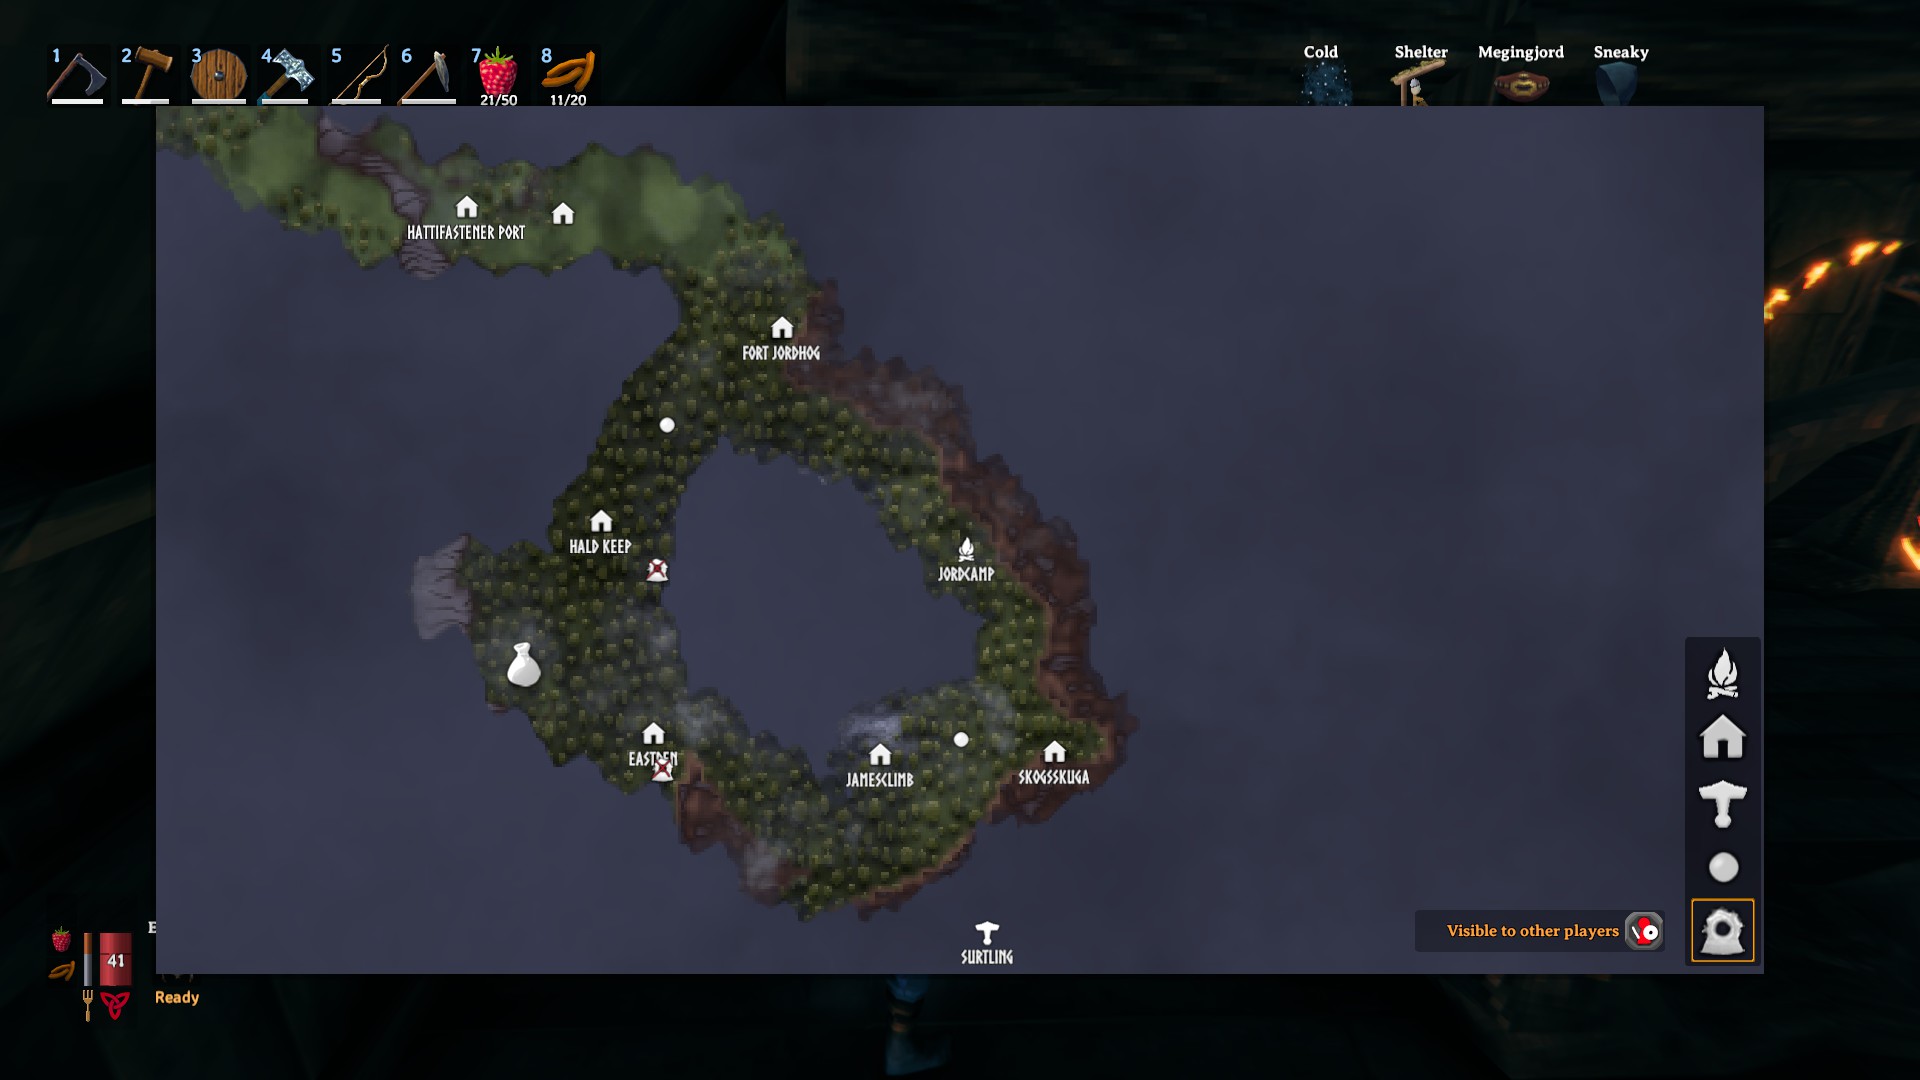 1
2
3
4
5
6
7
8
21/50
11/20
Cold
Shelter
Megingjord
Sneaky
HATTIFASTENER PORT
FORT JORDHOG
HALD KEEP
JORDCAMP
EASTDEN
JAMESCLIMB
SKOGSSKUGA
SURTLING
Visible to other players
E
41
Ready